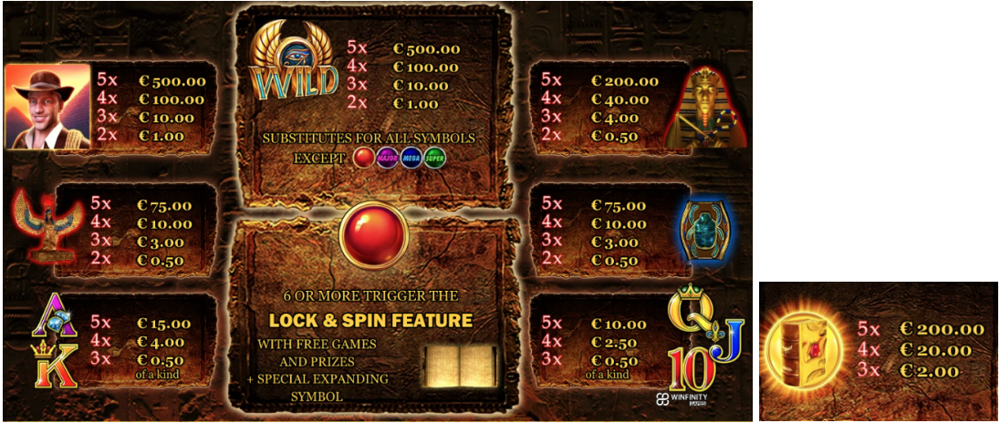 5x € 500.00
4x € 100.00
3x € 10.00
2x € 1.00
WILD
5x € 500.00
4x € 100.00
3x € 10.00
2x € 1.00
SUBSTITUTES FOR ALL SYMBOLS
EXCEPT MAJOR MEGA SUPER
5x € 200.00
4x € 40.00
3x € 4.00
2x € 0.50
5x € 75.00
4x € 10.00
3x € 3.00
2x € 0.50
5x € 75.00
4x € 10.00
3x € 3.00
2x € 0.50
A
K
5x € 15.00
4x € 4.00
3x € 0.50
of a kind
6 OR MORE TRIGGER THE
LOCK & SPIN FEATURE
WITH FREE GAMES
AND PRIZES
+ SPECIAL EXPANDING
SYMBOL
5x € 10.00
4x € 2.50
3x € 0.50
of a kind
Q
J
10
WINFINITY
GAMES
5x € 200.00
4x € 20.00
3x € 2.00